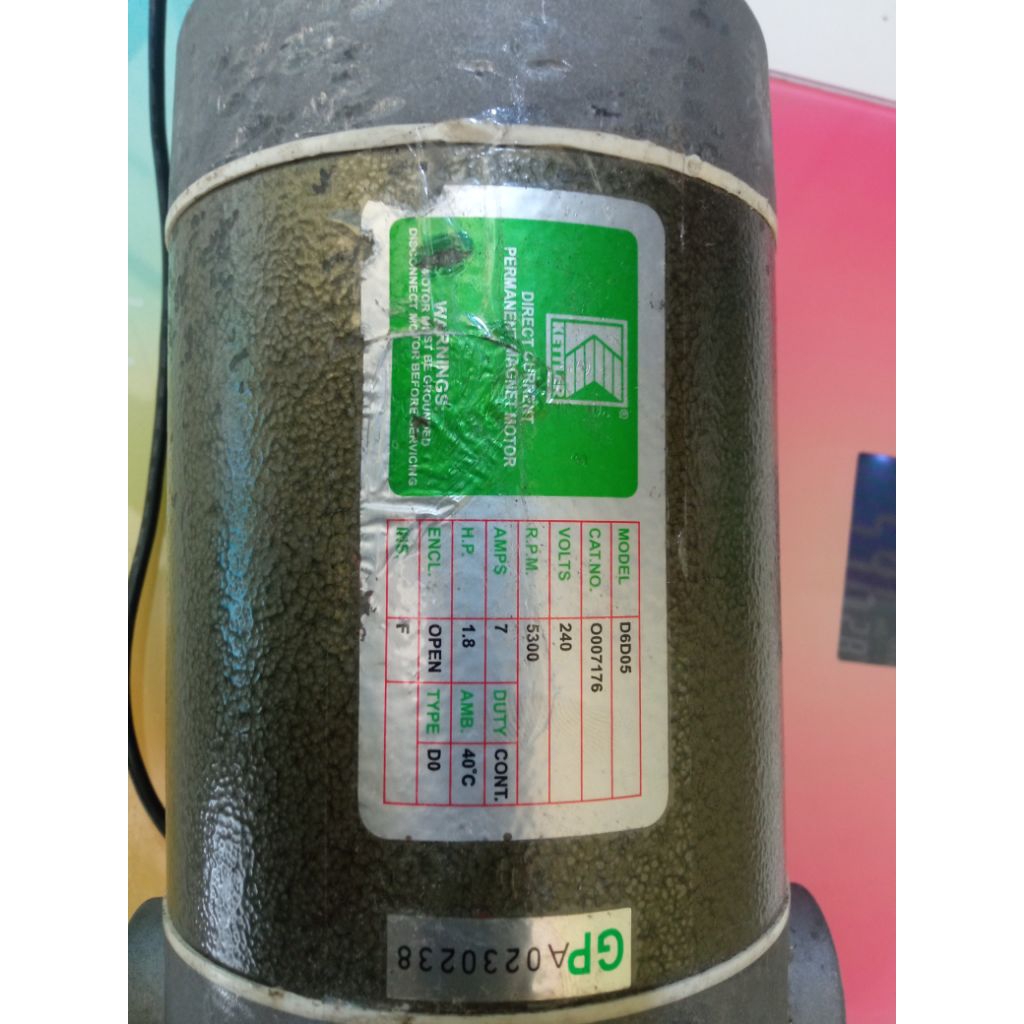 KETTLER®
DIRECT CURRENT
PERMANENT MAGNET MOTOR
WARNINGS:
MOTOR MUST BE GROUNDED
DISCONNECT MOTOR BEFORE SERVICING
MODEL D6D05
CAT.NO. O007176
VOLTS 240
R.P.M. 5300
AMPS 7 DUTY CONT.
H.P. 1.8 AMB. 40°C
ENCL. OPEN TYPE D0
INS. F
GPA0230238